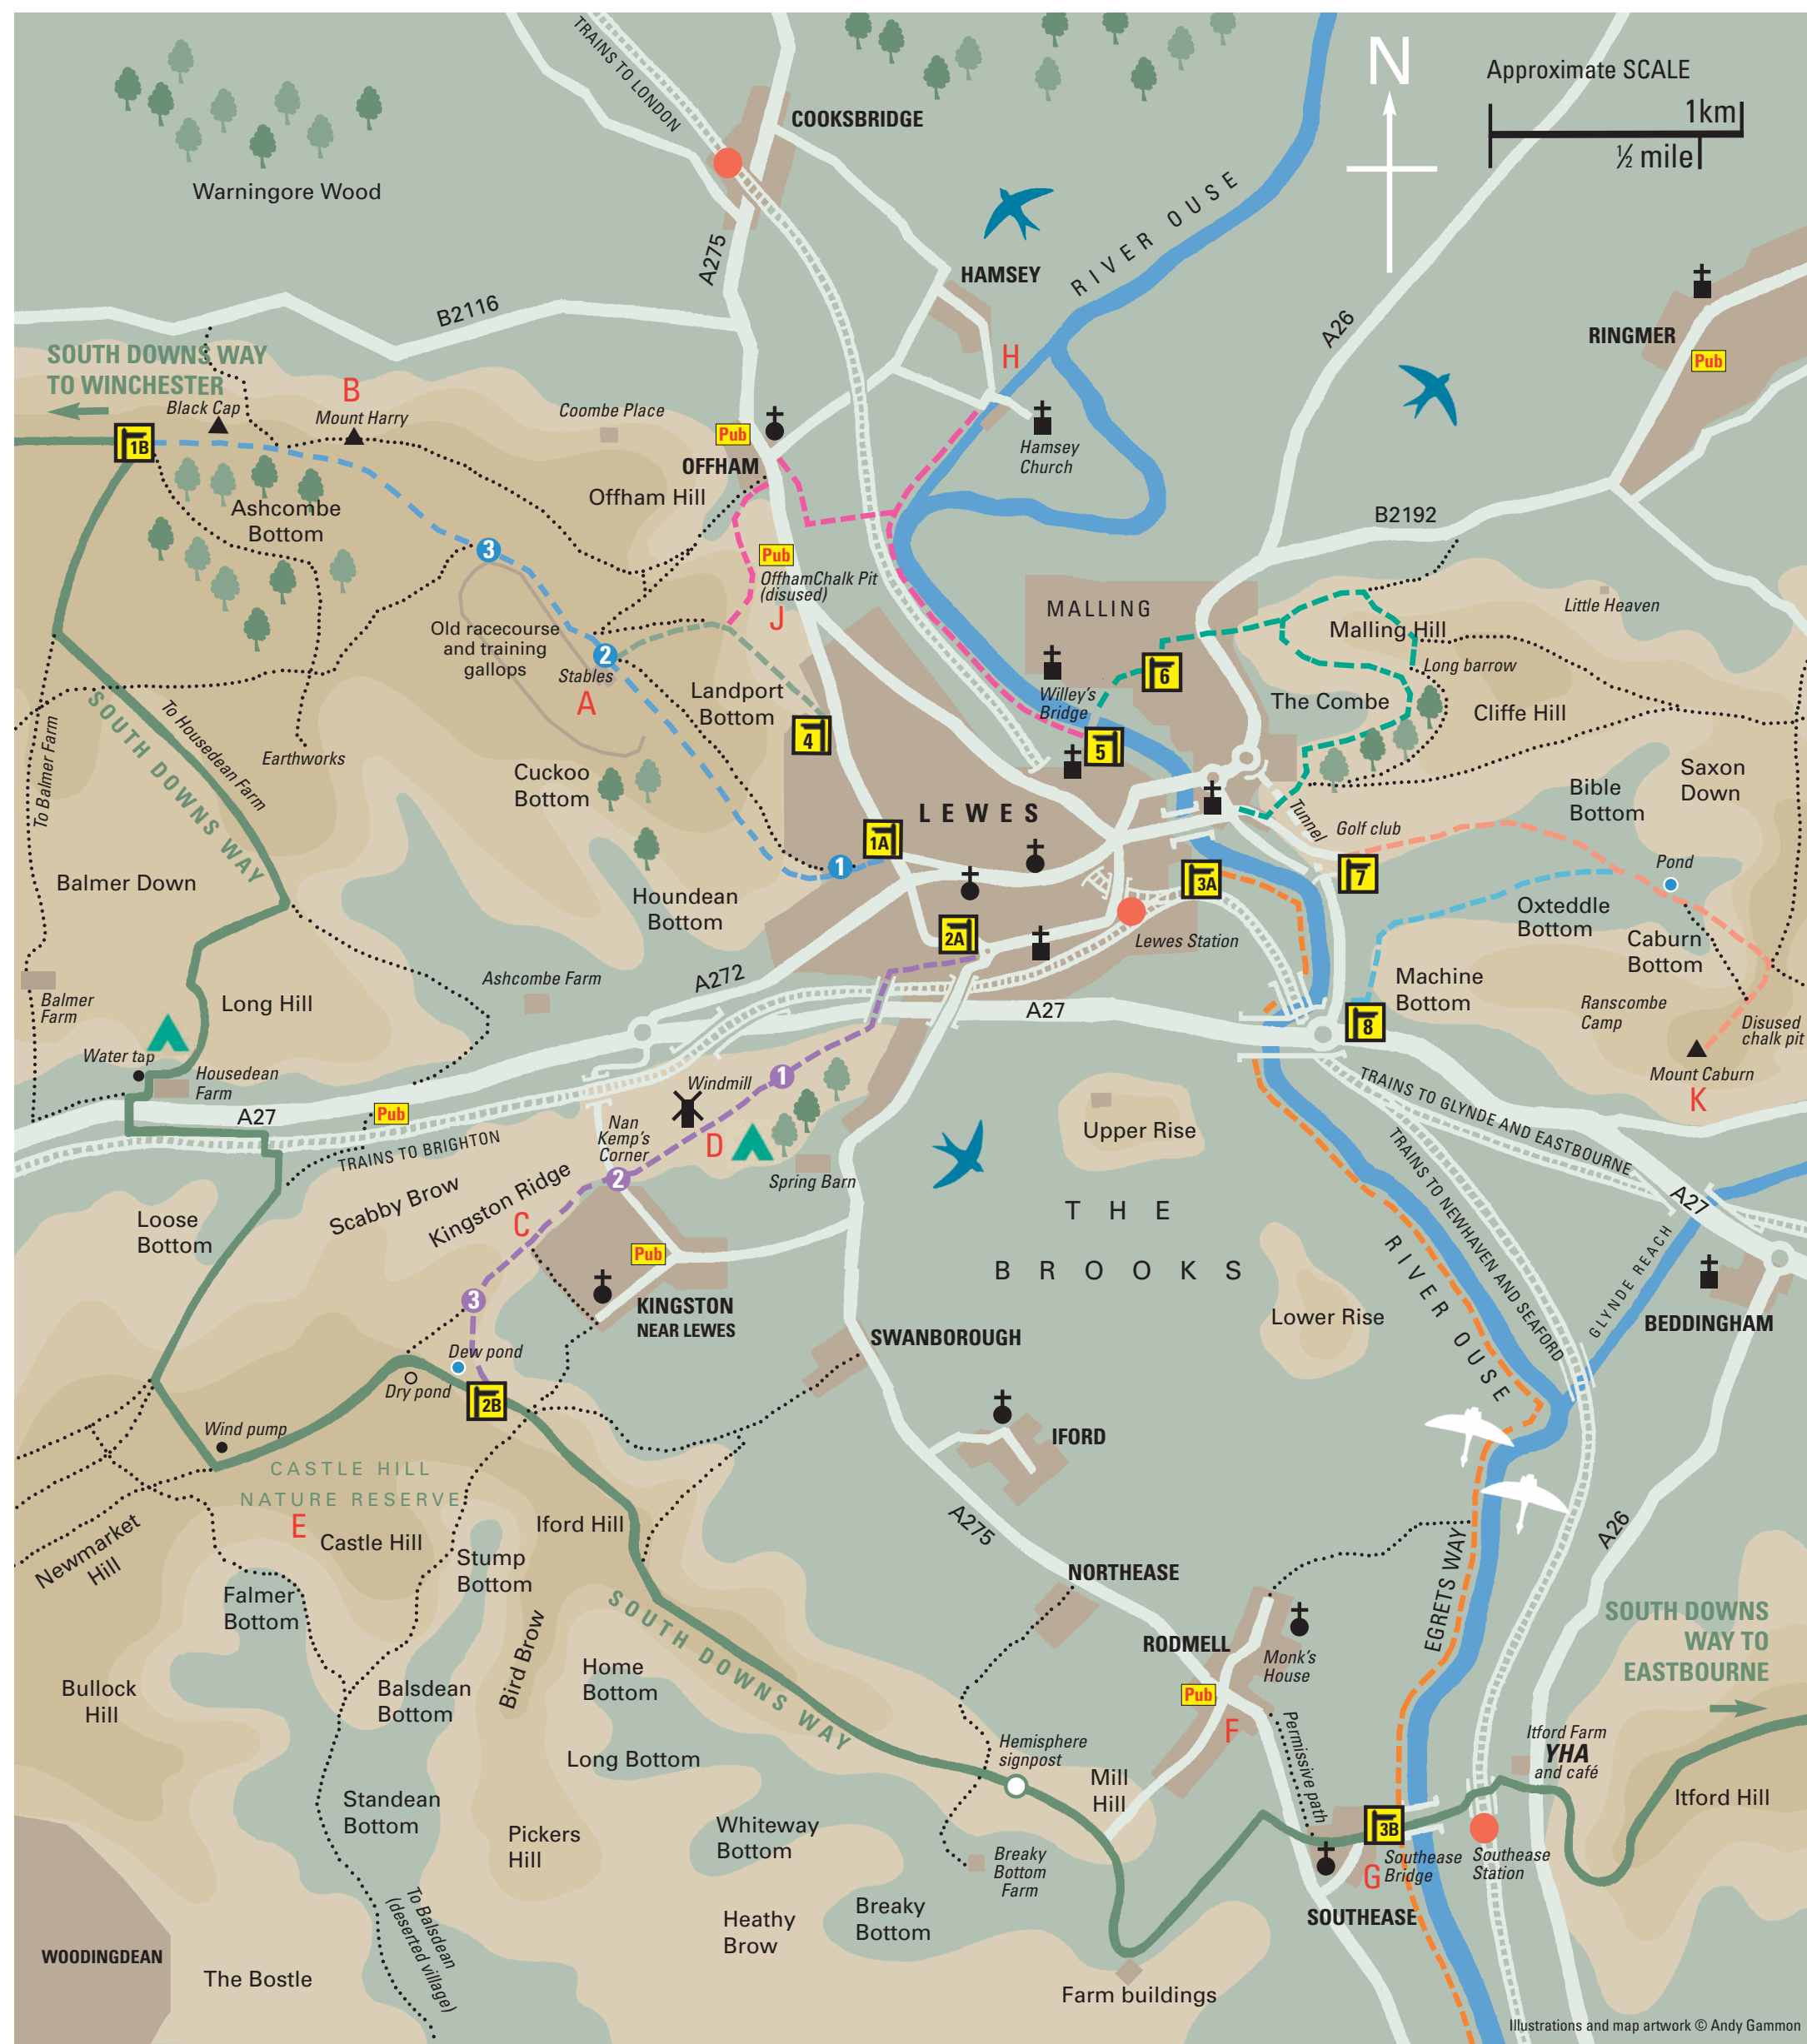 TRAINS TO LONDON
COOKSBRIDGE
N
Approximate SCALE
1km
½ mile
Warningore Wood
A275
HAMSEY
RIVER OUSE
B2116
A26
RINGMER
Pub
SOUTH DOWNS WAY
TO WINCHESTER
B
H
Black Cap
Mount Harry
Coombe Place
1B
Pub
OFFHAM
Hamsey
Church
Offham Hill
Ashcombe
Bottom
B2192
3
Pub
OffhamChalk Pit
(disused)
J
MALLING
Little Heaven
Old racecourse
and training
gallops
2
Stables
A
Malling Hill
Long barrow
6
Landport
Bottom
Willey's
Bridge
The Combe
Cliffe Hill
SOUTH DOWNS WAY
To Housedean Farm
To Balmer Farm
4
5
Earthworks
Cuckoo
Bottom
Saxon
Down
Bible
Bottom
LEWES
Tunnel
Golf club
1A
1
Pond
7
3A
Balmer Down
Houndean
Bottom
2A
Lewes Station
Oxteddle
Bottom
Caburn
Bottom
Ashcombe Farm
A272
Machine
Bottom
Balmer
Farm
Long Hill
A27
Ranscombe
Camp
8
Disused
chalk pit
Water tap
Housedean
Farm
Windmill
1
Mount Caburn
K
A27
Pub
Nan
Kemp's
Corner
D
Upper Rise
TRAINS TO GLYNDE AND EASTBOURNE
TRAINS TO BRIGHTON
Spring Barn
2
Scabby Brow
Kingston Ridge
C
THE
BROOKS
TRAINS TO NEWHAVEN AND SEAFORD
A27
Loose
Bottom
Pub
RIVER OUSE
GLYNDE REACH
3
KINGSTON
NEAR LEWES
Lower Rise
BEDDINGHAM
SWANBOROUGH
Dew pond
Dry pond
2B
Wind pump
IFORD
CASTLE HILL
NATURE RESERVE
E
Castle Hill
Iford Hill
Newmarket
Hill
Stump
Bottom
A275
A26
NORTHEASE
Falmer
Bottom
SOUTH DOWNS WAY
EGRETS WAY
SOUTH DOWNS
WAY TO
EASTBOURNE
Bird Brow
RODMELL
Monk's
House
Home
Bottom
Bullock
Hill
Balsdean
Bottom
Pub
F
Permissive path
Long Bottom
Hemisphere
signpost
Itford Farm
YHA
and café
Mill
Hill
Itford Hill
Standean
Bottom
Whiteway
Bottom
Pickers
Hill
3B
Southease
Bridge
Southease
Station
G
Breaky
Bottom
Farm
SOUTHEASE
To Balsdean
(deserted village)
Heathy
Brow
Breaky
Bottom
WOODINGDEAN
The Bostle
Farm buildings
Illustrations and map artwork © Andy Gammon